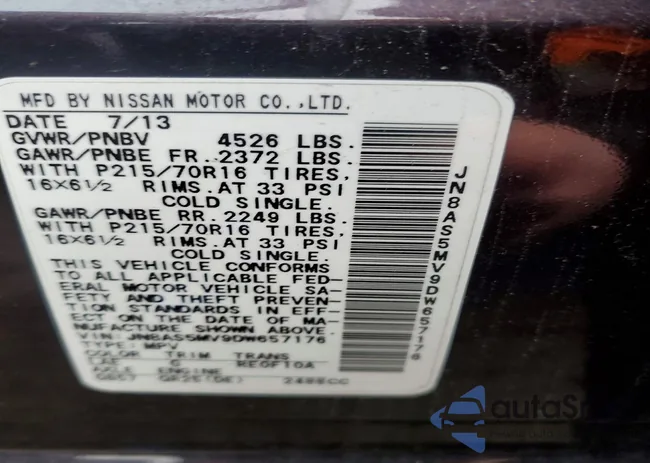 MFD BY NISSAN MOTOR CO.,LTD.
DATE 7/13
GVWR/PNBV 4526 LBS.
GAWR/PNBE FR.2372 LBS.
WITH P215/70R16 TIRES,
16X6½ RIMS.AT 33 PSI
COLD SINGLE.
GAWR/PNBE RR.2249 LBS.
WITH P215/70R16 TIRES,
16X6½ RIMS.AT 33 PSI
COLD SINGLE.
THIS VEHICLE CONFORMS
TO ALL APPLICABLE FED-
ERAL MOTOR VEHICLE SA-
FETY AND THEFT PREVEN-
TION STANDARDS IN EFF-
ECT ON THE DATE OF MA-
NUFACTURE SHOWN ABOVE.
VIN:JN8AS5MV9DW657176
TYPE:MPV
COLOR TRIM TRANS
LAE G RE0F10A
AXLE ENGINE
QR25(DE) 2488CC
JN8AS5MV9DW657176